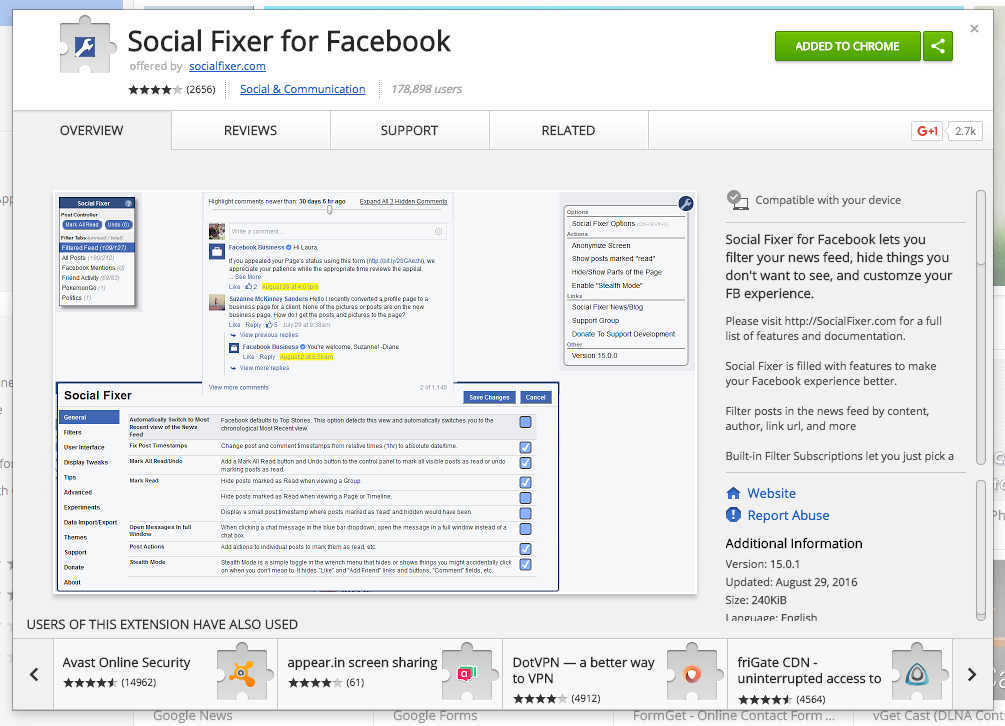 Social Fixer for Facebook
offered by socialfixer.com
(2656)
Social & Communication
178,898 users
ADDED TO CHROME
OVERVIEW
REVIEWS
SUPPORT
RELATED
G+1
2.7k
Social Fixer
Post Controller
Mark All Read
Undo (0)
Filter Tabs (unread / total)
Filtered Feed (109/127)
All Posts (180/212)
Facebook Mentions (0)
Friend Activity (69/83)
PokemonGo (1)
Politics (1)
Highlight comments newer than: 30 days 6 hr ago
Expand All 3 Hidden Comments
Write a comment...
Facebook Business Hi Laura,
If you appealed your Page's status using this form (http://bit.ly/2bGAezN), we
appreciate your patience while the appropriate time reviews the appeal.
... See More
Like · 2 · August 26 at 4:01pm
Suzanne McKinney Sanders Hello I recently converted a profile page to a
business page for a client. None of the pictures or posts are on the new
business page. How do I get the posts and pictures to the page?
Like · Reply · 5 · July 29 at 9:38am
View previous replies
Facebook Business You're welcome, Suzanne! -Diane
Like · Reply · August 2 at 8:55am
View more replies
View more comments
2 of 1,140
Options
Social Fixer Options (Ctrl+Shift+X)
Actions
Anonymize Screen
Show posts marked "read"
Hide/Show Parts of the Page
Enable "Stealth Mode"
Links
Social Fixer News/Blog
Support Group
Donate To Support Development
Other
Version 15.0.0
Social Fixer
Save Changes
Cancel
General
Filters
User Interface
Display Tweaks
Tips
Advanced
Experiments
Data Import/Export
Themes
Support
Donate
About
Automatically Switch to Most
Recent view of the News
Feed
Facebook defaults to Top Stories. This option detects this view and automatically switches you to the
chronological Most Recent view.
Fix Post Timestamps
Change post and comment timestamps from relative times (1hr) to absolute date/time.
Mark All Read/Undo
Add a Mark All Read button and Undo button to the control panel to mark all visible posts as read or undo
marking posts as read.
Mark Read
Hide posts marked as Read when viewing a Group.
Hide posts marked as Read when viewing a Page or Timeline.
Display a small post timestamp where posts marked as 'read' and hidden would have been.
Open Messages In full
Window
When clicking a chat message in the blue bar dropdown, open the message in a full window instead of a
chat box.
Post Actions
Add actions to individual posts to mark them as read, etc
Stealth Mode
Stealth Mode is a simple toggle in the wrench menu that hides or shows things you might accidentally click
on when you don't mean to. It hides "Like" and "Add Friend" links and buttons, "Comment" fields, etc.
Compatible with your device
Social Fixer for Facebook lets you
filter your news feed, hide things you
don't want to see, and customze your
FB experience.
Please visit http://SocialFixer.com for a full
list of features and documentation.
Social Fixer is filled with features to make
your Facebook experience better.
Filter posts in the news feed by content,
author, link url, and more
Built-in Filter Subscriptions let you just pick a
Website
Report Abuse
Additional Information
Version: 15.0.1
Updated: August 29, 2016
Size: 240KiB
Language: English
USERS OF THIS EXTENSION HAVE ALSO USED
Avast Online Security
(14962)
appear.in screen sharing
(61)
DotVPN — a better way
to VPN
(4912)
friGate CDN -
uninterrupted access to
(4564)
Google News
Google Forms
FormGet - Online Contact Form ...
vGet Cast (DLNA Cont